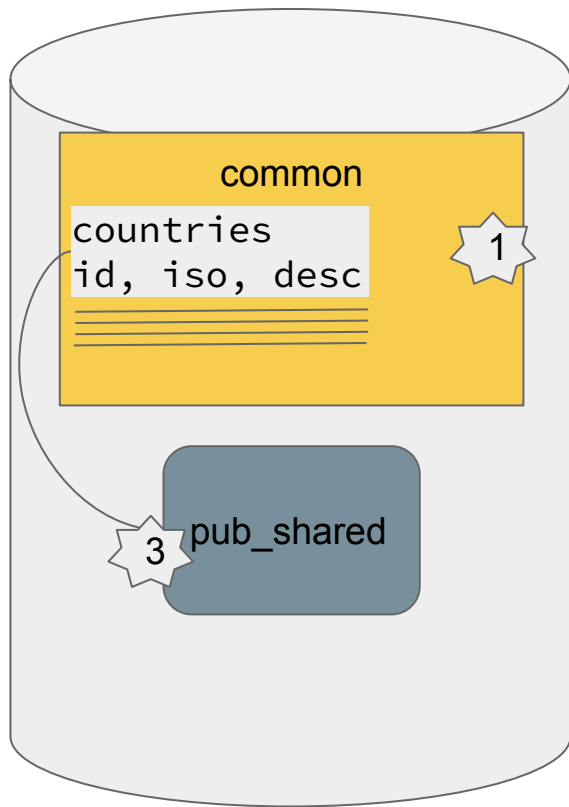 common
countries
id, iso, desc
1
pub_shared
3